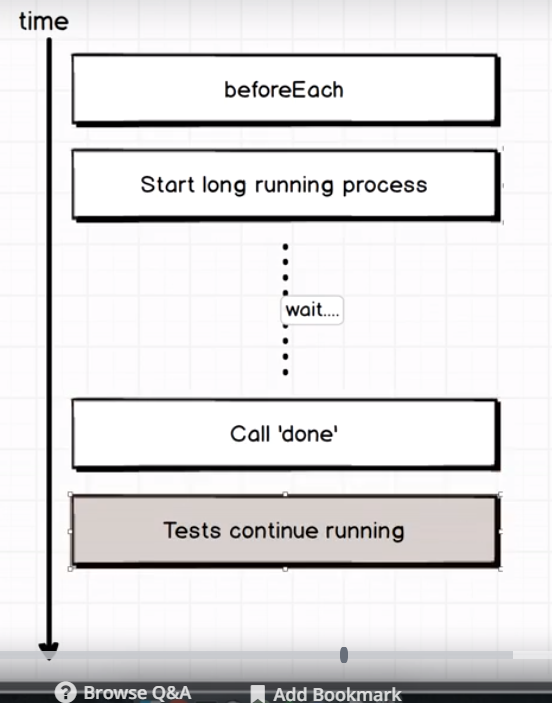 time
beforeEach
Start long running process
wait....
Call 'done'
Tests continue running
? Browse Q&A
Add Bookmark